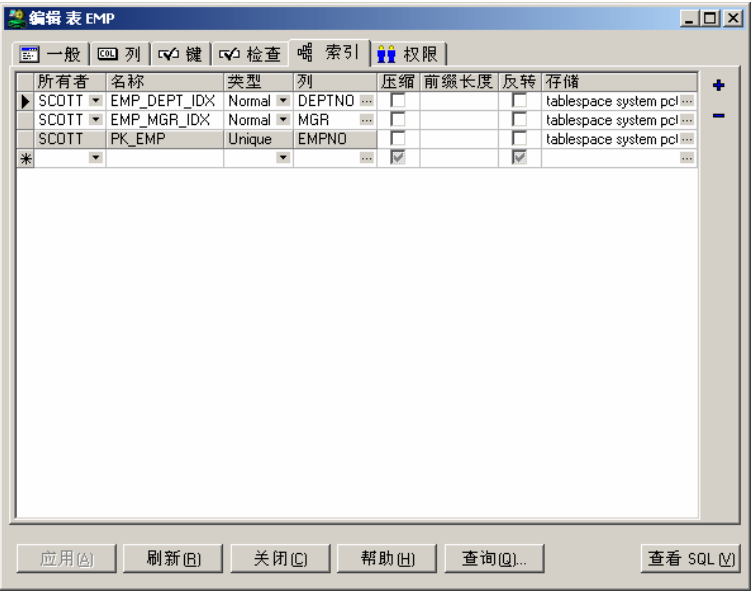 编辑 表 EMP
一般 COL 列 键 检查 索引 权限
所有者 名称 类型 列 压缩 前缀长度 反转 存储
SCOTT EMP_DEPT_IDX Normal DEPTNO ... tablespace system pcl ...
SCOTT EMP_MGR_IDX Normal MGR ... tablespace system pcl ...
SCOTT PK_EMP Unique EMPNO tablespace system pcl ...
... ...
应用(A) 刷新(R) 关闭(C) 帮助(H) 查询(Q)... 查看 SQL (V)